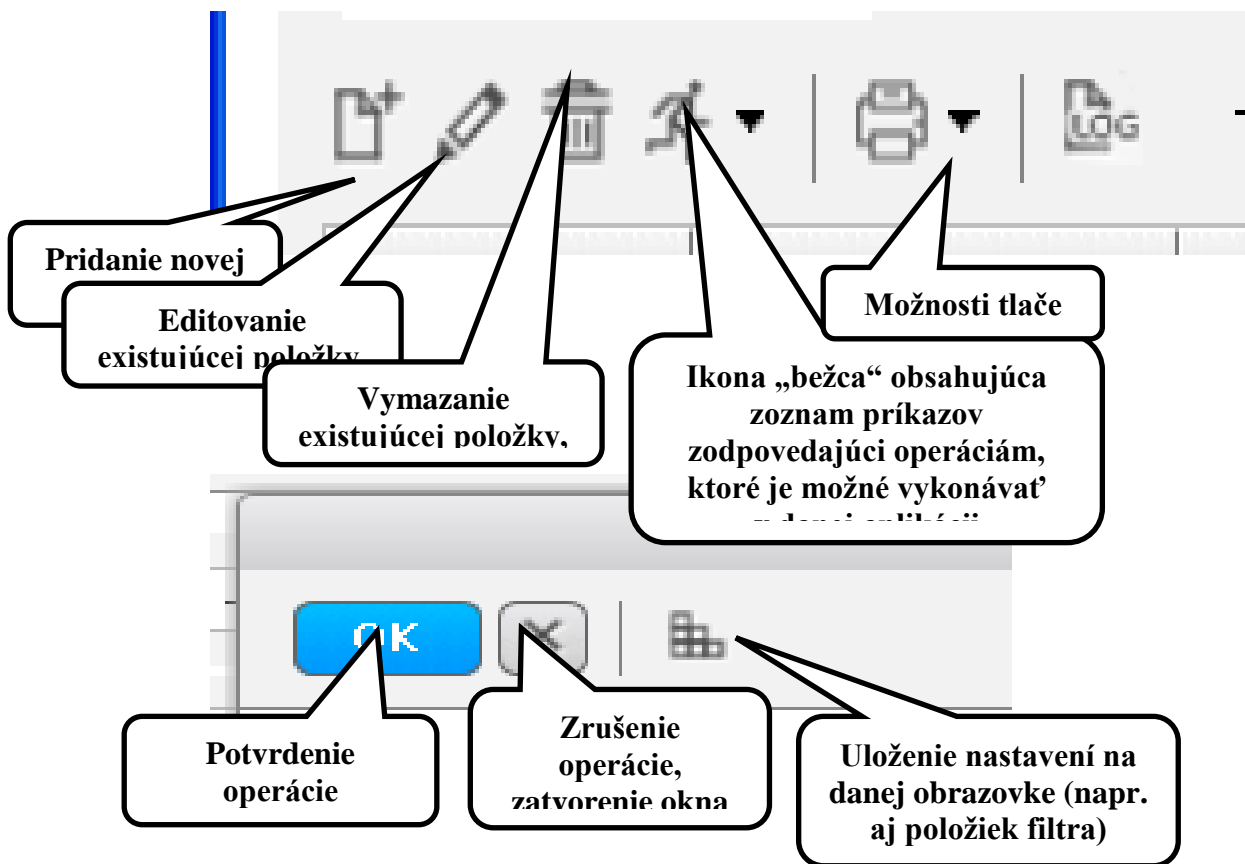 LOG
Pridanie novej
Editovanie
existujúcej položky
Vymazanie
existujúcej položky,
Možnosti tlače
Ikona „bežca“ obsahujúca
zoznam príkazov
zodpovedajúci operáciám,
ktoré je možné vykonávať
v danej aplikácii
OK
Potvrdenie
operácie
Zrušenie
operácie,
zatvorenie okna
Uloženie nastavení na
danej obrazovke (napr.
aj položiek filtra)